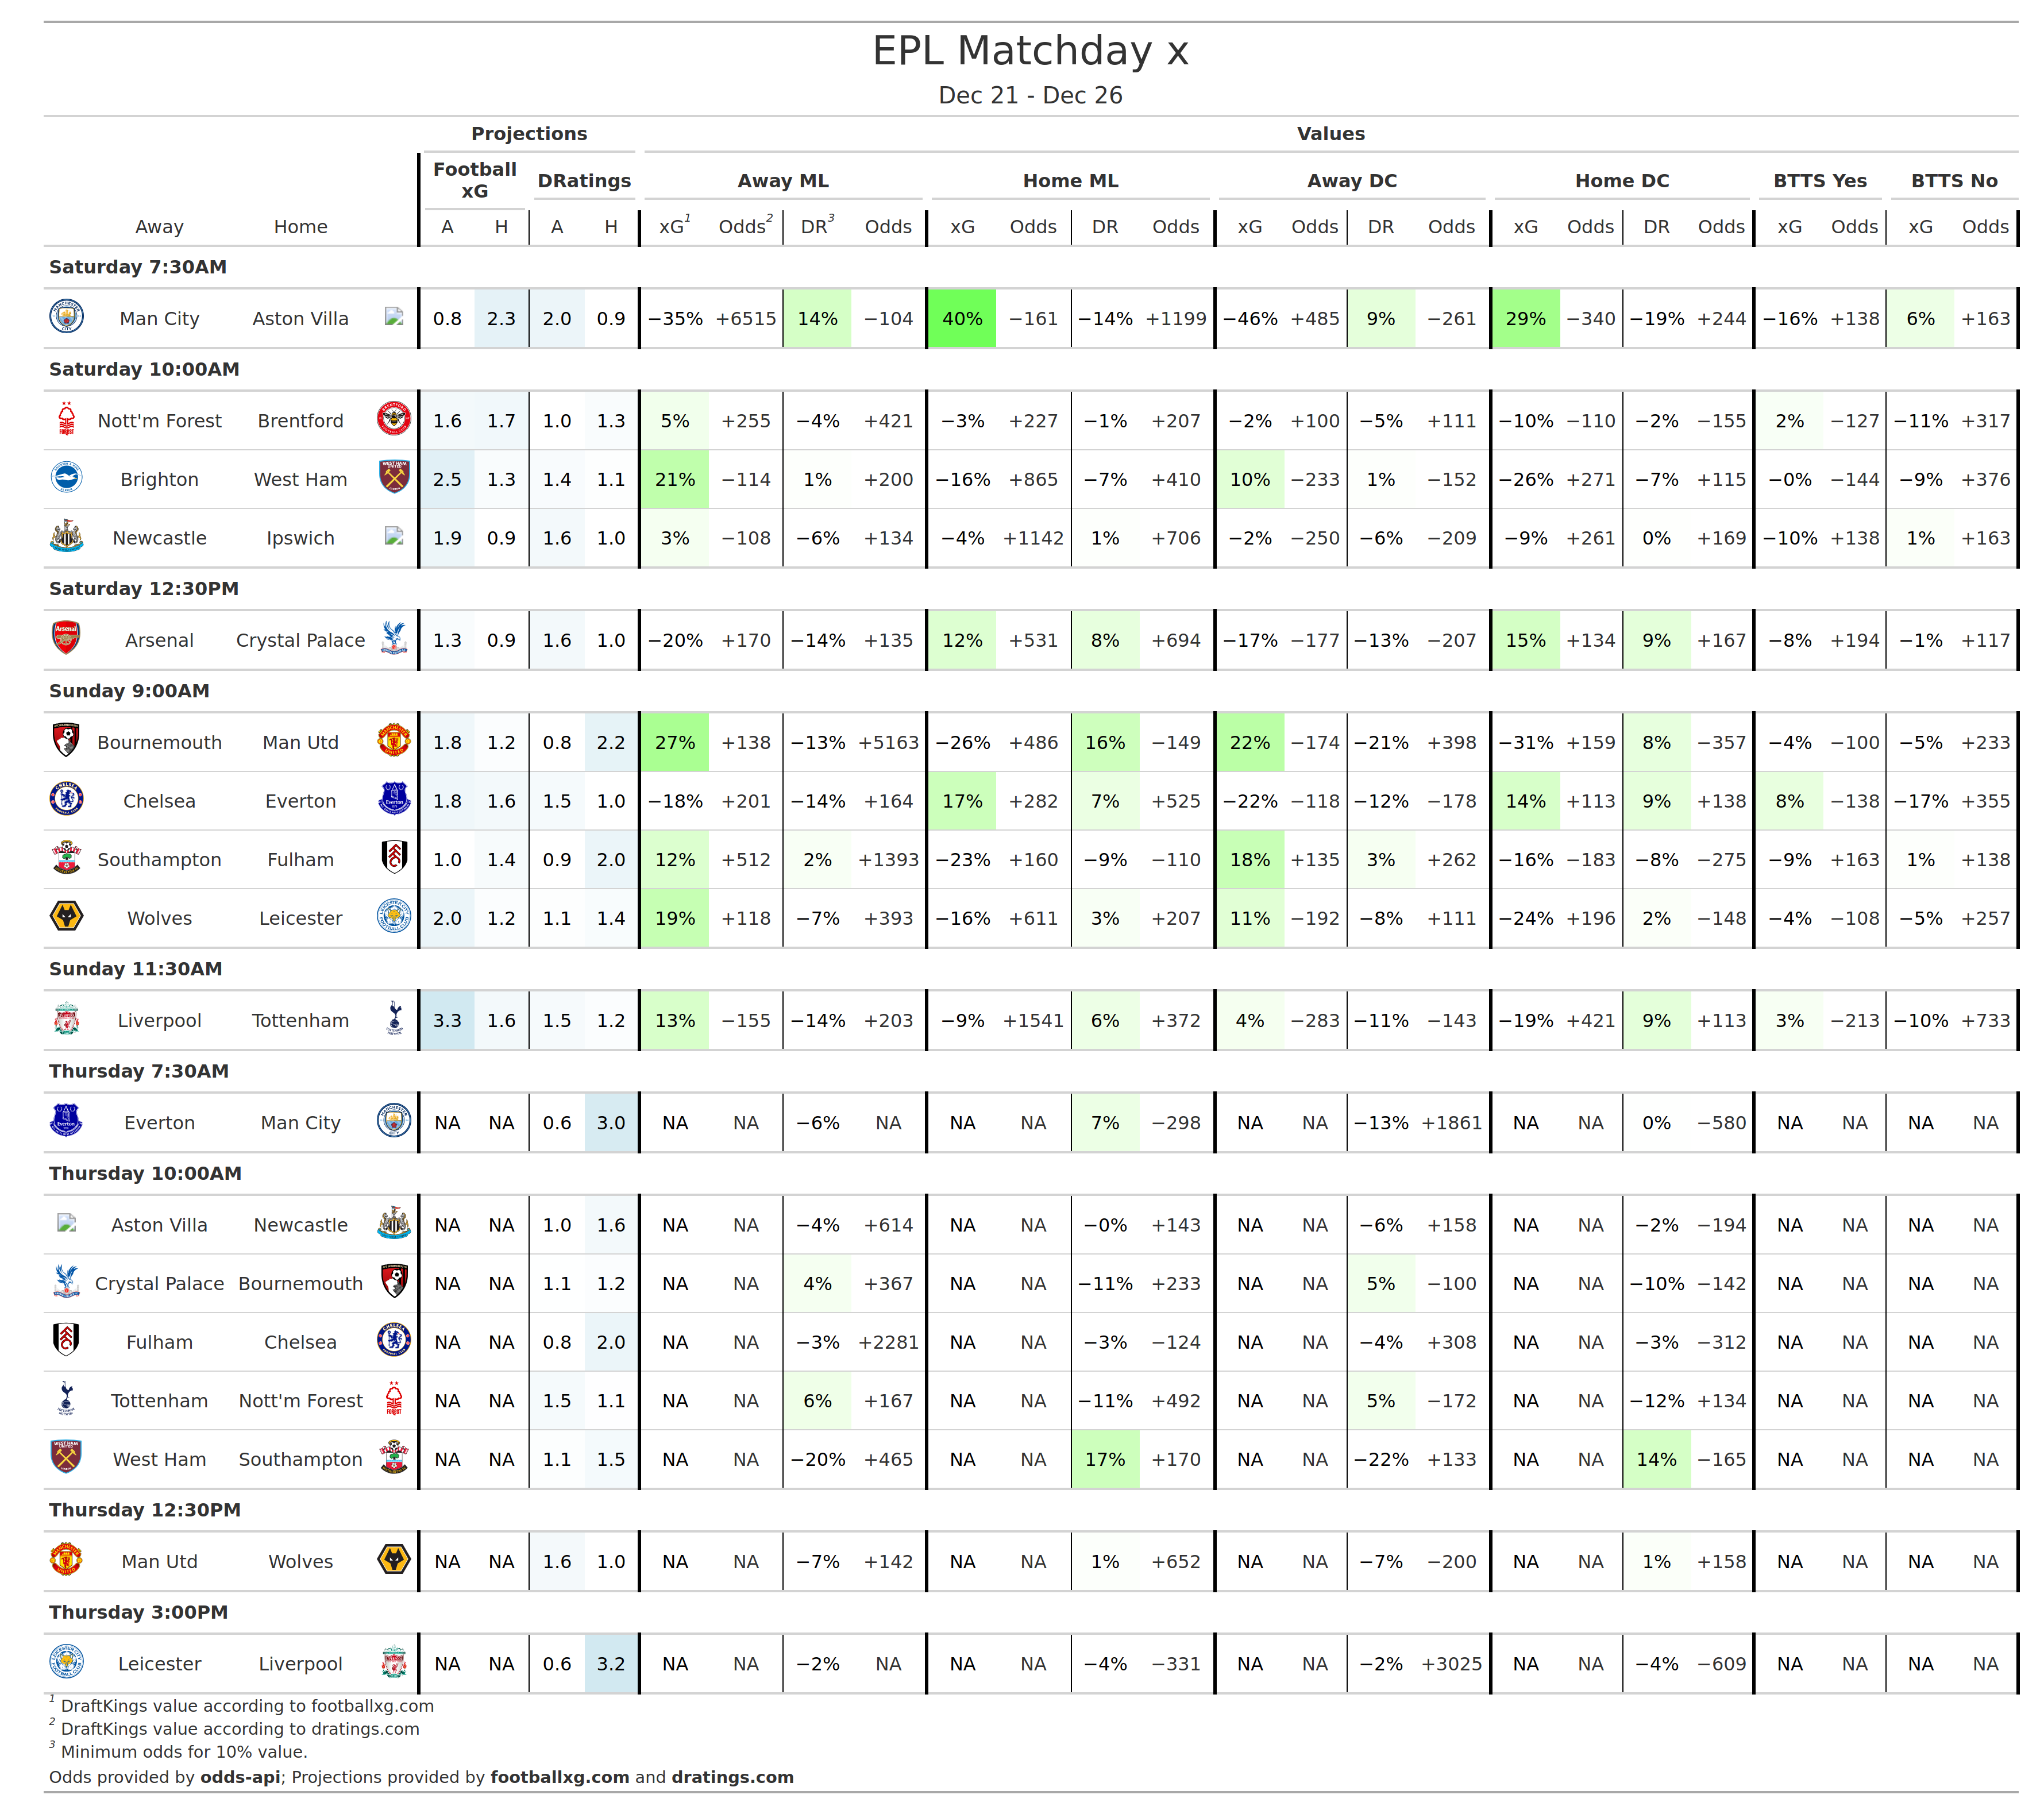 EPL Matchday x
Dec 21 - Dec 26
Projections Values
Football xG DRatings Away ML Home ML Away DC Home DC BTTS Yes BTTS No
Away Home A H A H xG1 Odds2 DR3 Odds xG Odds DR Odds xG Odds DR Odds xG Odds DR Odds xG Odds xG Odds
Saturday 7:30AM
Man City Aston Villa 0.8 2.3 2.0 0.9 −35% +6515 14% −104 40% −161 −14% +1199 −46% +485 9% −261 29% −340 −19% +244 −16% +138 6% +163
Saturday 10:00AM
Nott'm Forest Brentford 1.6 1.7 1.0 1.3 5% +255 −4% +421 −3% +227 −1% +207 −2% +100 −5% +111 −10% −110 −2% −155 2% −127 −11% +317
Brighton West Ham 2.5 1.3 1.4 1.1 21% −114 1% +200 −16% +865 −7% +410 10% −233 1% −152 −26% +271 −7% +115 −0% −144 −9% +376
Newcastle Ipswich 1.9 0.9 1.6 1.0 3% −108 −6% +134 −4% +1142 1% +706 −2% −250 −6% −209 −9% +261 0% +169 −10% +138 1% +163
Saturday 12:30PM
Arsenal Crystal Palace 1.3 0.9 1.6 1.0 −20% +170 −14% +135 12% +531 8% +694 −17% −177 −13% −207 15% +134 9% +167 −8% +194 −1% +117
Sunday 9:00AM
Bournemouth Man Utd 1.8 1.2 0.8 2.2 27% +138 −13% +5163 −26% +486 16% −149 22% −174 −21% +398 −31% +159 8% −357 −4% −100 −5% +233
Chelsea Everton 1.8 1.6 1.5 1.0 −18% +201 −14% +164 17% +282 7% +525 −22% −118 −12% −178 14% +113 9% +138 8% −138 −17% +355
Southampton Fulham 1.0 1.4 0.9 2.0 12% +512 2% +1393 −23% +160 −9% −110 18% +135 3% +262 −16% −183 −8% −275 −9% +163 1% +138
Wolves Leicester 2.0 1.2 1.1 1.4 19% +118 −7% +393 −16% +611 3% +207 11% −192 −8% +111 −24% +196 2% −148 −4% −108 −5% +257
Sunday 11:30AM
Liverpool Tottenham 3.3 1.6 1.5 1.2 13% −155 −14% +203 −9% +1541 6% +372 4% −283 −11% −143 −19% +421 9% +113 3% −213 −10% +733
Thursday 7:30AM
Everton Man City NA NA 0.6 3.0 NA NA −6% NA NA NA 7% −298 NA NA −13% +1861 NA NA 0% −580 NA NA NA NA
Thursday 10:00AM
Aston Villa Newcastle NA NA 1.0 1.6 NA NA −4% +614 NA NA −0% +143 NA NA −6% +158 NA NA −2% −194 NA NA NA NA
Crystal Palace Bournemouth NA NA 1.1 1.2 NA NA 4% +367 NA NA −11% +233 NA NA 5% −100 NA NA −10% −142 NA NA NA NA
Fulham Chelsea NA NA 0.8 2.0 NA NA −3% +2281 NA NA −3% −124 NA NA −4% +308 NA NA −3% −312 NA NA NA NA
Tottenham Nott'm Forest NA NA 1.5 1.1 NA NA 6% +167 NA NA −11% +492 NA NA 5% −172 NA NA −12% +134 NA NA NA NA
West Ham Southampton NA NA 1.1 1.5 NA NA −20% +465 NA NA 17% +170 NA NA −22% +133 NA NA 14% −165 NA NA NA NA
Thursday 12:30PM
Man Utd Wolves NA NA 1.6 1.0 NA NA −7% +142 NA NA 1% +652 NA NA −7% −200 NA NA 1% +158 NA NA NA NA
Thursday 3:00PM
Leicester Liverpool NA NA 0.6 3.2 NA NA −2% NA NA NA −4% −331 NA NA −2% +3025 NA NA −4% −609 NA NA NA NA
1 DraftKings value according to footballxg.com
2 DraftKings value according to dratings.com
3 Minimum odds for 10% value.
Odds provided by odds-api; Projections provided by footballxg.com and dratings.com